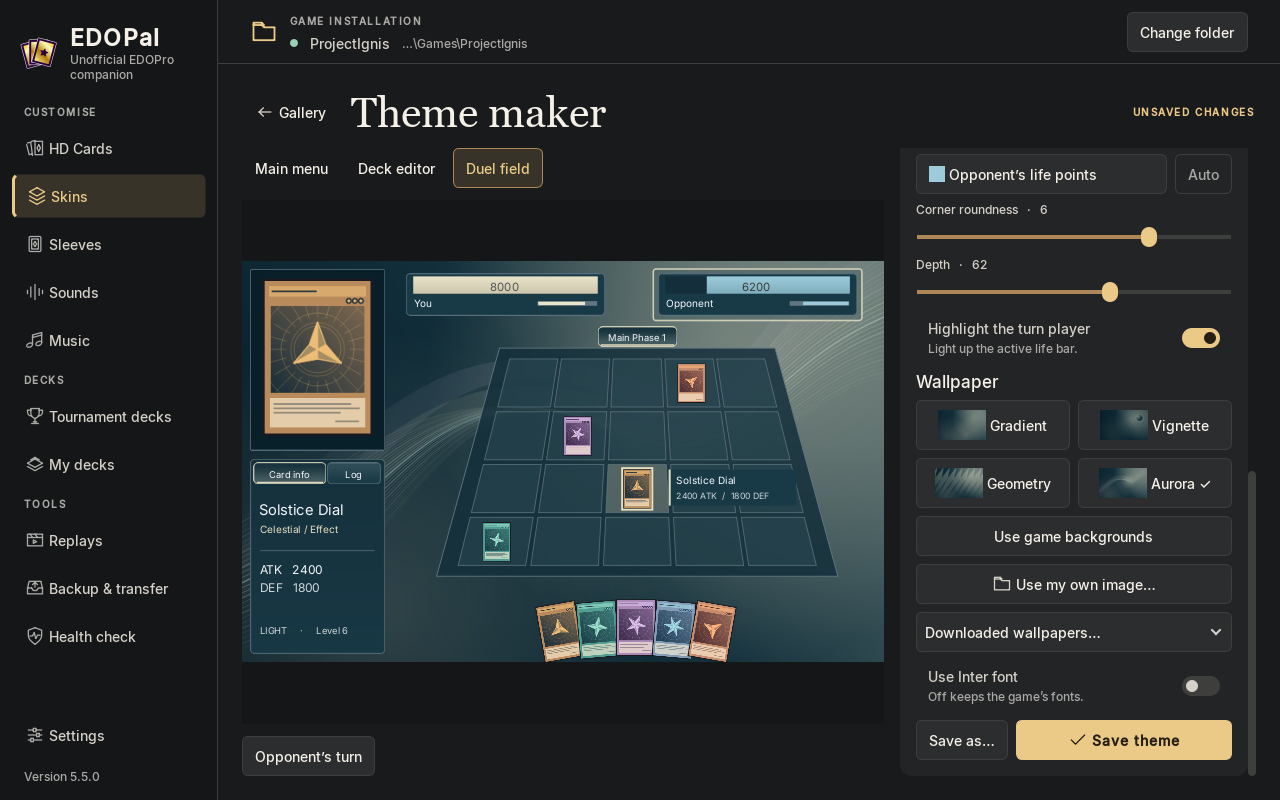 EDOPal
Unofficial EDOPro
companion
CUSTOMISE
HD Cards
Skins
Sleeves
Sounds
Music
DECKS
Tournament decks
My decks
TOOLS
Replays
Backup & transfer
Health check
Settings
Version 5.5.0
GAME INSTALLATION
ProjectIgnis ...\Games\ProjectIgnis
Change folder
← Gallery
Theme maker
UNSAVED CHANGES
Main menu
Deck editor
Duel field
8000
You
6200
Opponent
Main Phase 1
Card info
Log
Solstice Dial
Celestial / Effect
ATK 2400
DEF 1800
LIGHT · Level 6
Solstice Dial
2400 ATK / 1800 DEF
Opponent's turn
Opponent's life points
Auto
Corner roundness · 6
Depth · 62
Highlight the turn player
Light up the active life bar.
Wallpaper
Gradient
Vignette
Geometry
Aurora ✓
Use game backgrounds
Use my own image...
Downloaded wallpapers...
Use Inter font
Off keeps the game's fonts.
Save as...
Save theme